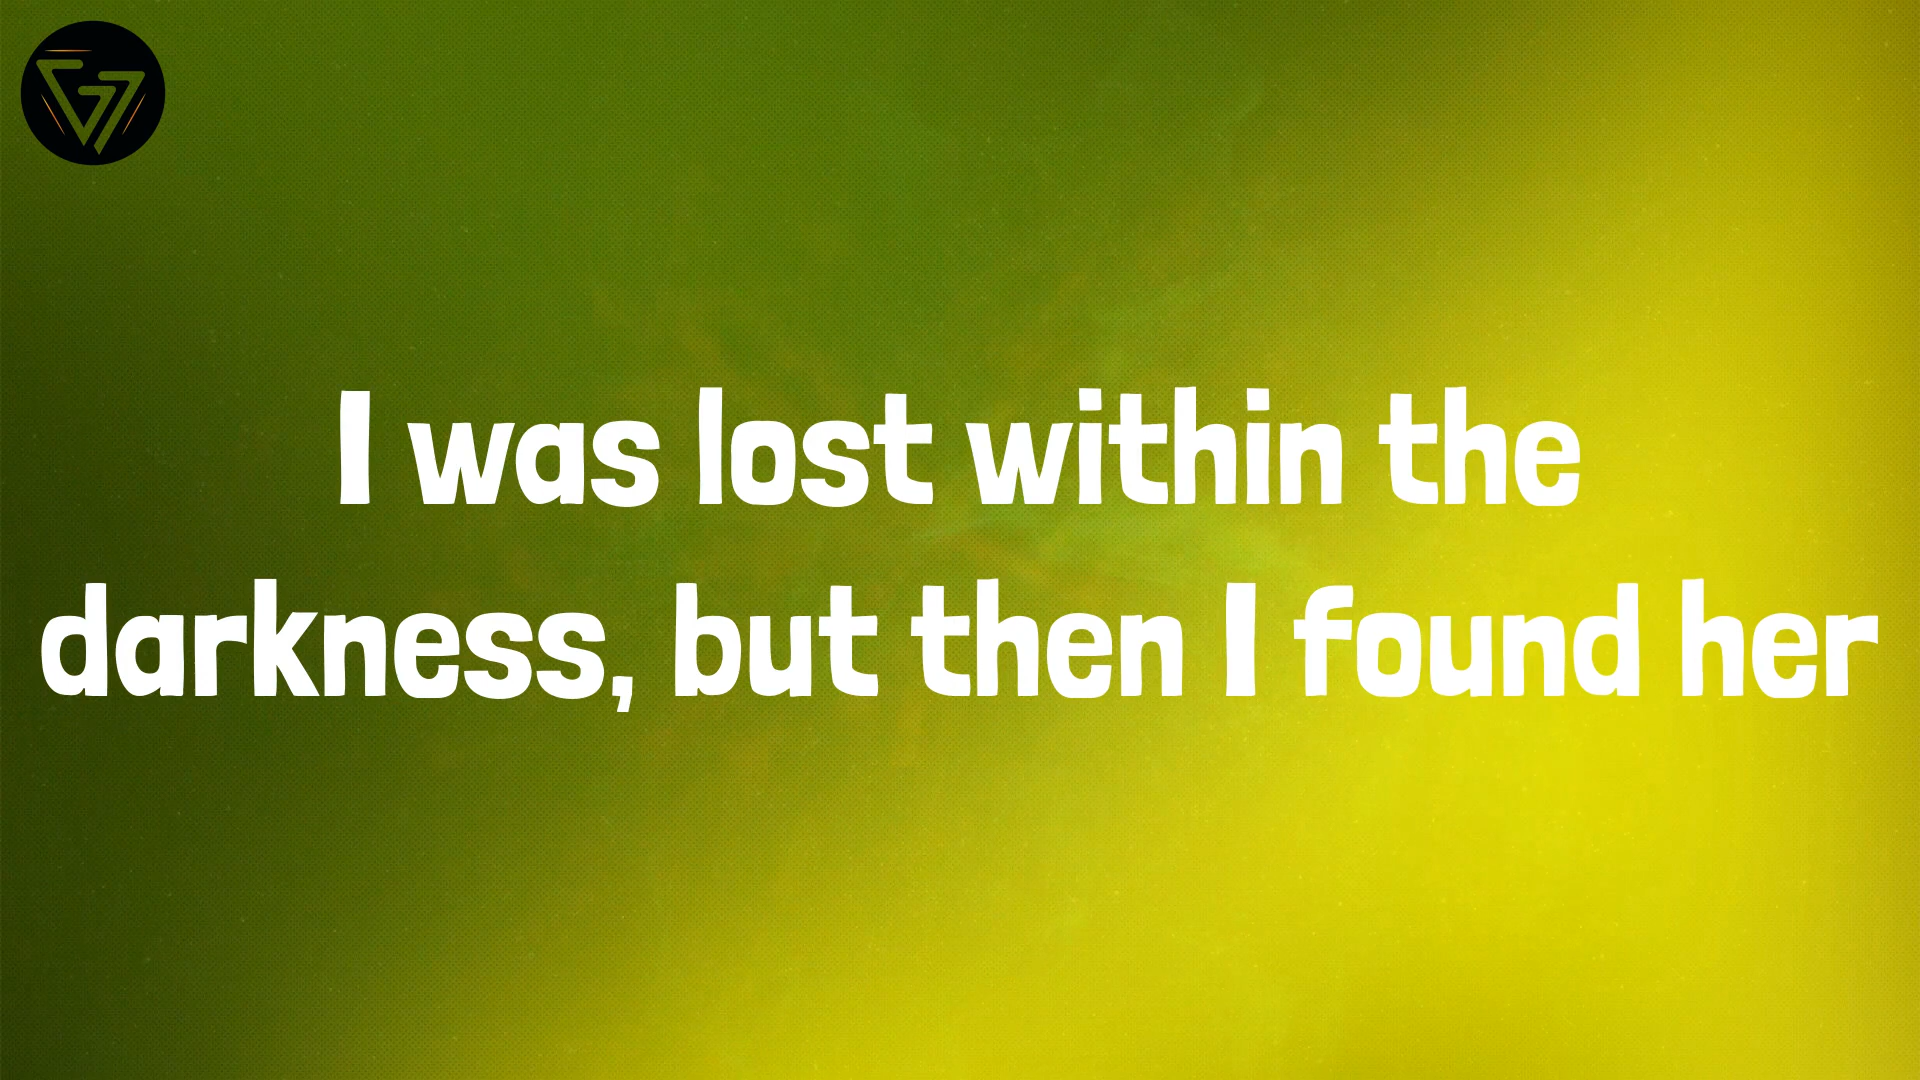 I was lost within the
darkness, but then I found her